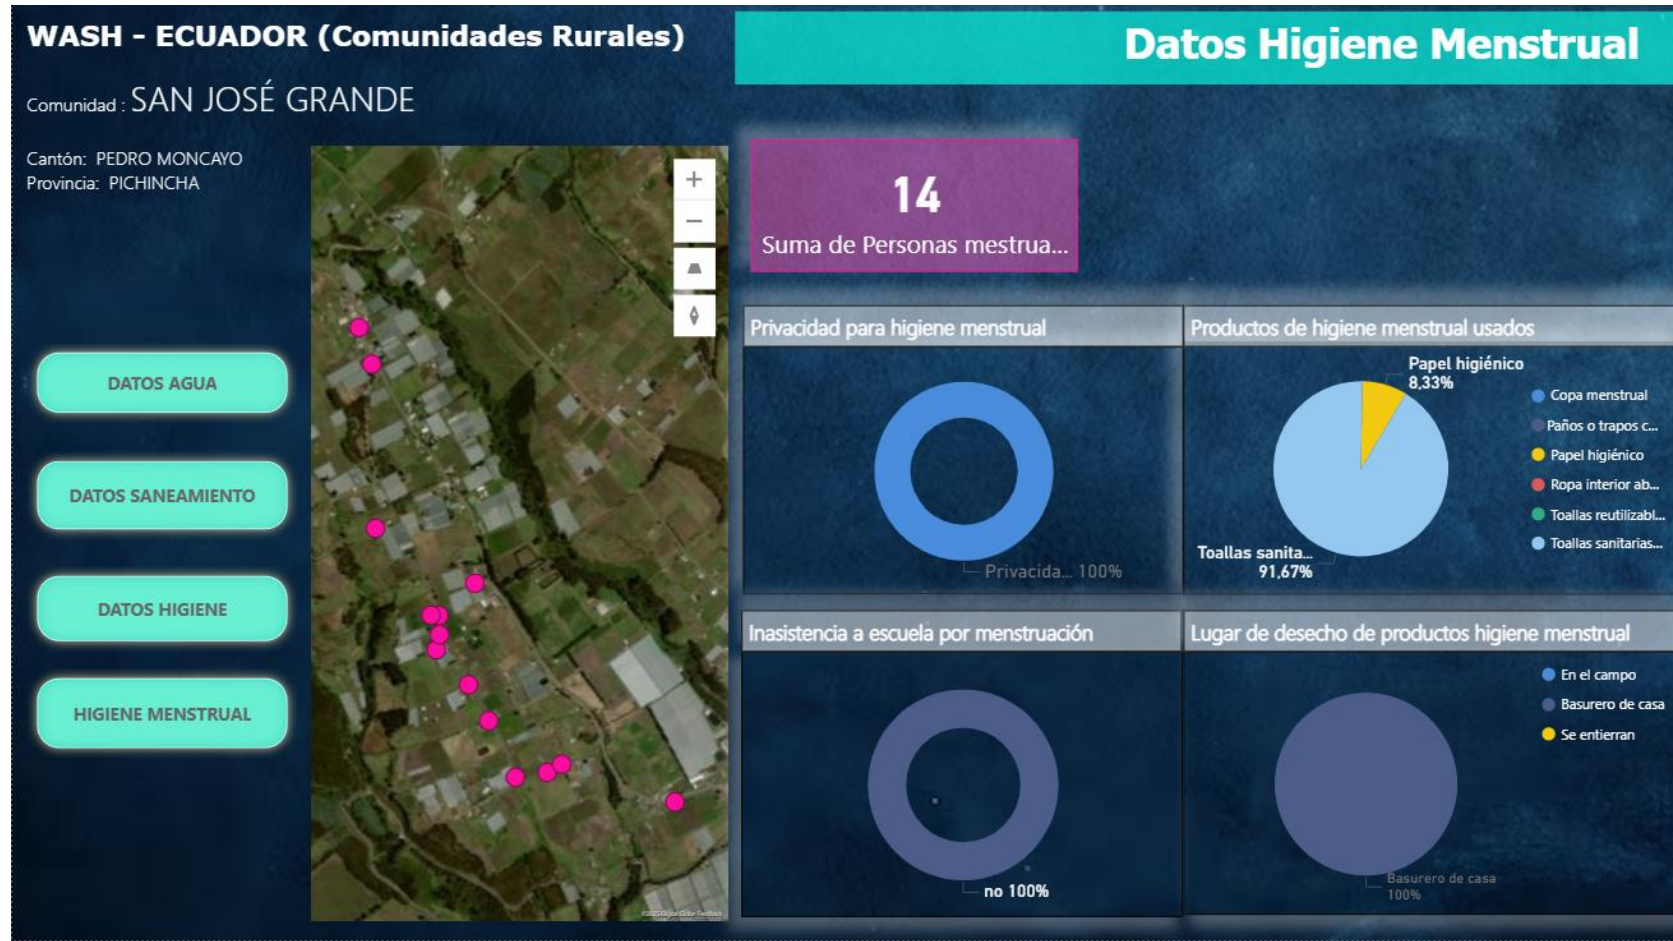 WASH - ECUADOR (Comunidades Rurales)
Comunidad : SAN JOSÉ GRANDE
Cantón: PEDRO MONCAYO
Provincia: PICHINCHA
DATOS AGUA
DATOS SANEAMIENTO
DATOS HIGIENE
HIGIENE MENSTRUAL
Datos Higiene Menstrual
14
Suma de Personas mestrua...
Privacidad para higiene menstrual
Privacida... 100%
Productos de higiene menstrual usados
Papel higiénico
8,33%
Toallas sanita...
91,67%
Copa menstrual
Paños o trapos c...
Papel higiénico
Ropa interior ab...
Toallas reutilizabl...
Toallas sanitarias...
Inasistencia a escuela por menstruación
no 100%
Lugar de desecho de productos higiene menstrual
En el campo
Basurero de casa
Se entierran
Basurero de casa
100%